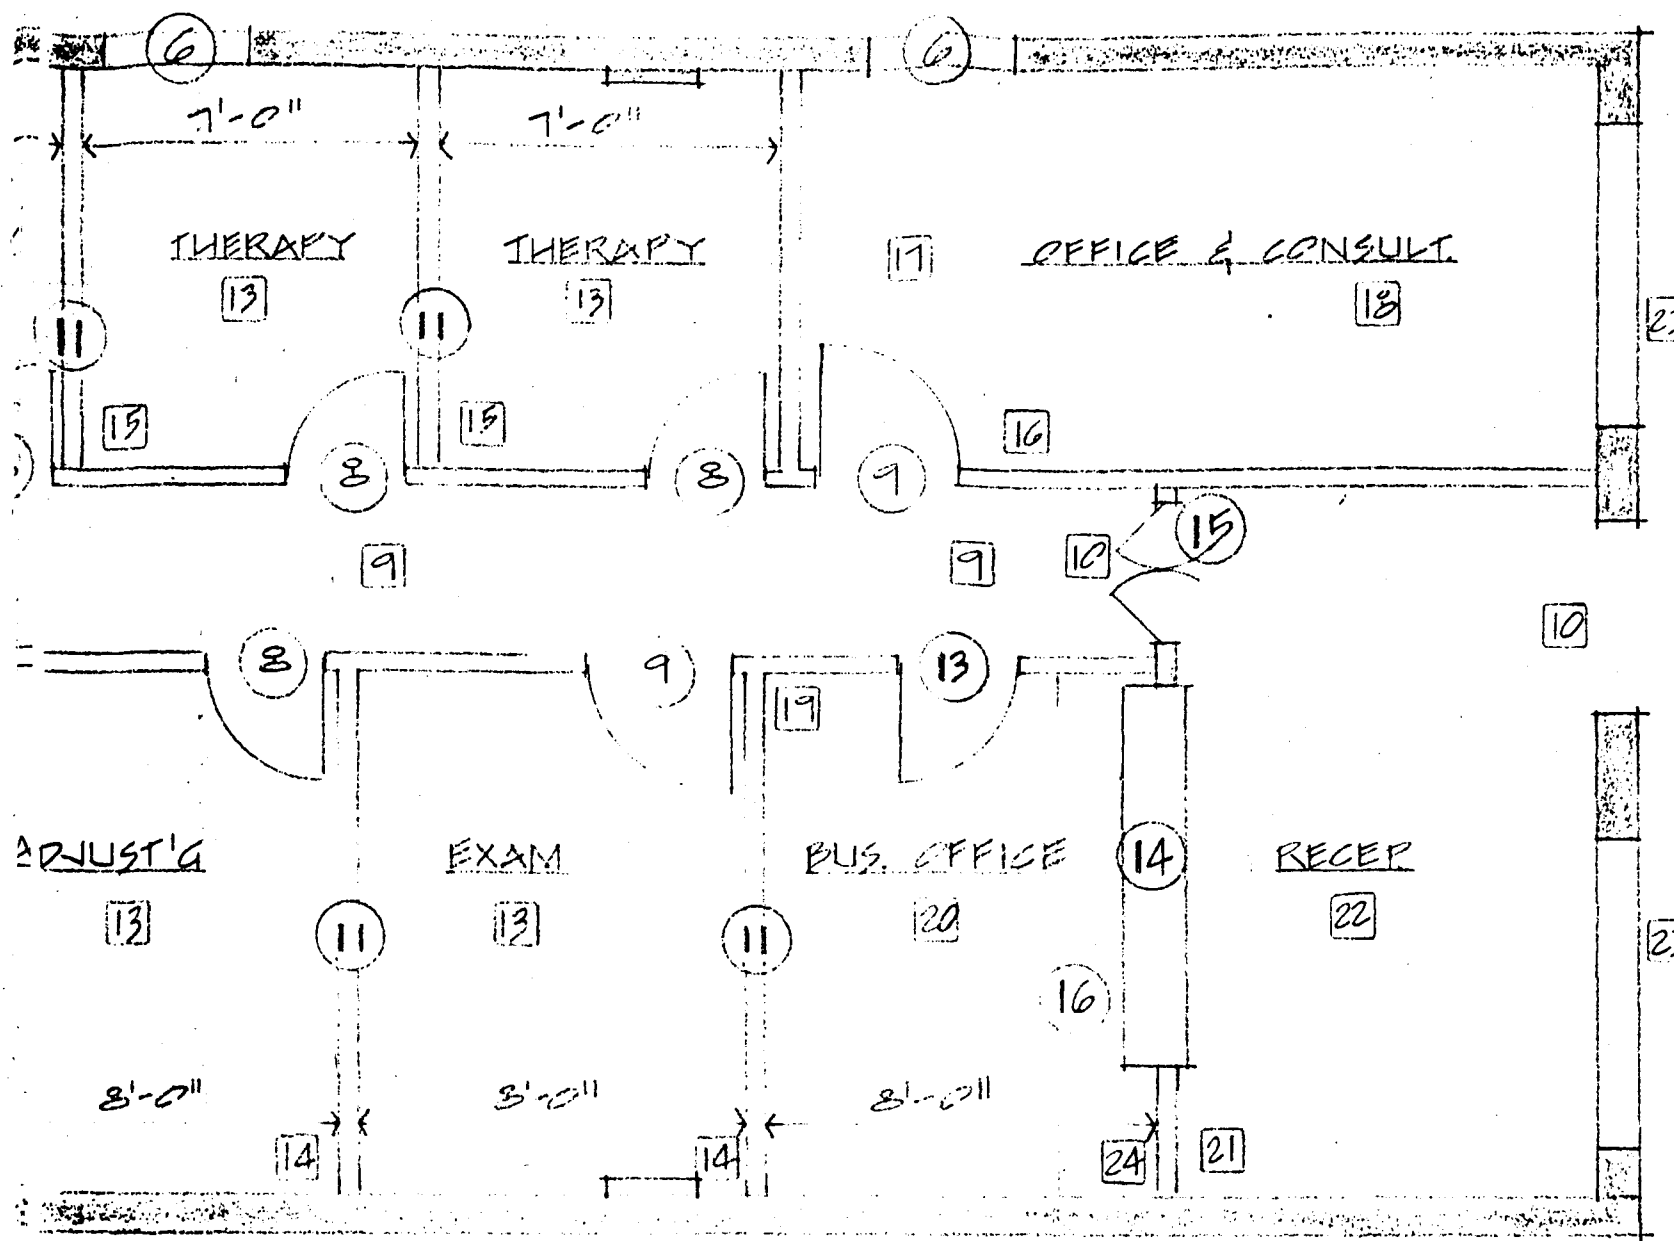 6 6
7'-0" 7'-0"
THERAPY THERAPY 17 OFFICE & CONSULT.
13 13 18
11 11
15 15 16
8 8 9
15
9 9 10
10
8 9 13
19
ADJUST'G EXAM BUS. OFFICE 14 RECEP.
13 13 20 22
11 11
16
8'-0" 8'-0" 8'-0"
14 14 24 21